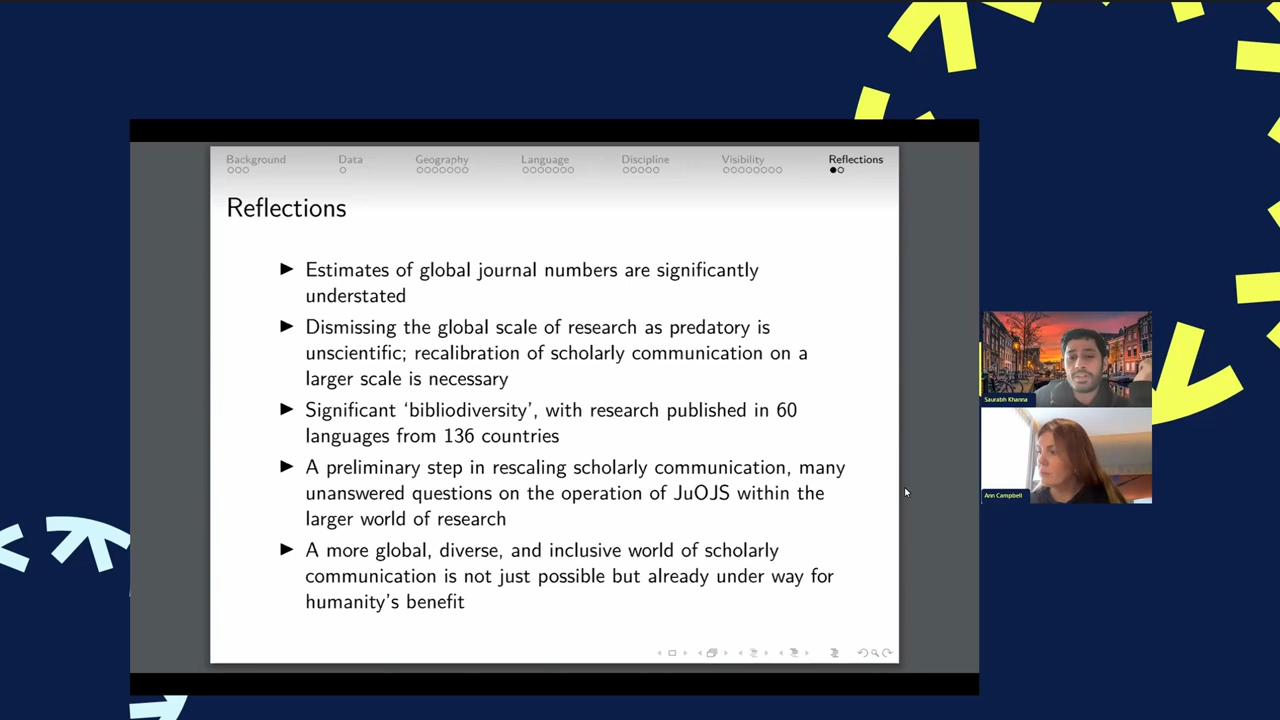 Background Data Geography Language Discipline Visibility Reflections
Reflections
Estimates of global journal numbers are significantly
understated
Dismissing the global scale of research as predatory is
unscientific; recalibration of scholarly communication on a
larger scale is necessary
Significant ‘bibliodiversity’, with research published in 60
languages from 136 countries
A preliminary step in rescaling scholarly communication, many
unanswered questions on the operation of JuOJS within the
larger world of research
A more global, diverse, and inclusive world of scholarly
communication is not just possible but already under way for
humanity’s benefit
Saurabh Khanna
Ann Campbell